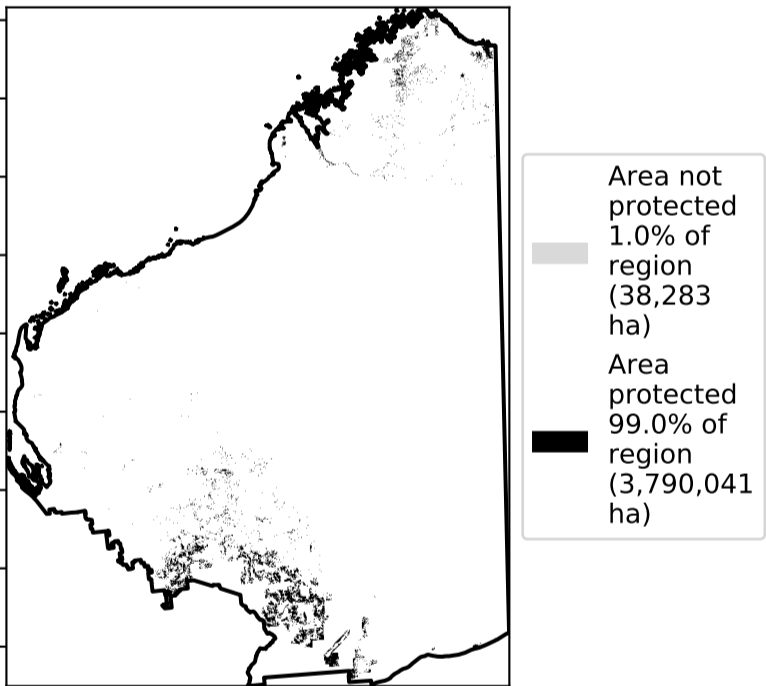 Area not
protected
1.0% of
region
(38,283
ha)
Area
protected
99.0% of
region
(3,790,041
ha)